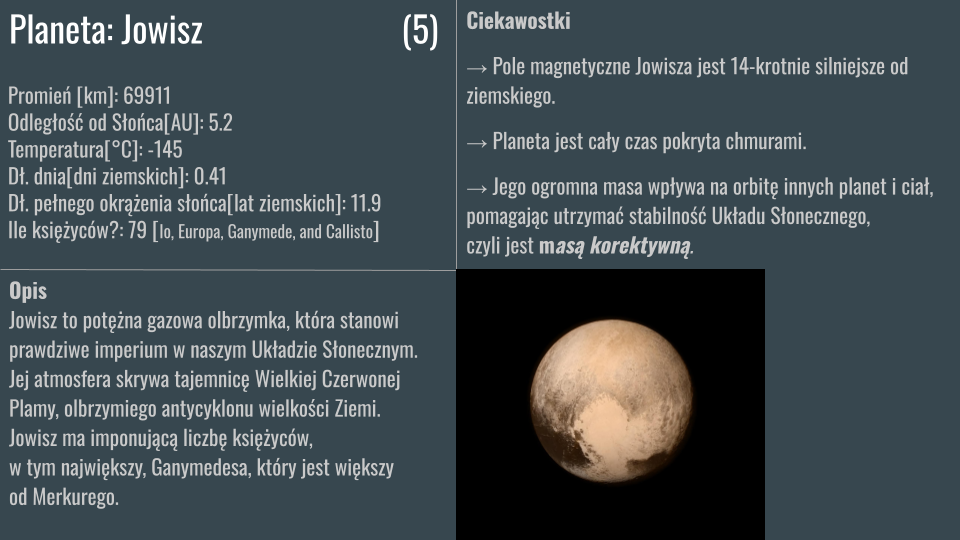 Planeta: Jowisz (5)
Promień [km]: 69911
Odległość od Słońca[AU]: 5.2
Temperatura[°C]: -145
Dł. dnia[dni ziemskich]: 0.41
Dł. pełnego okrążenia słońca[lat ziemskich]: 11.9
Ile księżyców?: 79 [Io, Europa, Ganymede, and Callisto]
Opis
Jowisz to potężna gazowa olbrzymka, która stanowi
prawdziwe imperium w naszym Układzie Słonecznym.
Jej atmosfera skrywa tajemnicę Wielkiej Czerwonej
Plamy, olbrzymiego antycyklonu wielkości Ziemi.
Jowisz ma imponującą liczbę księżyców,
w tym największy, Ganymedesa, który jest większy
od Merkurego.
Ciekawostki
→ Pole magnetyczne Jowisza jest 14-krotnie silniejsze od
ziemskiego.
→ Planeta jest cały czas pokryta chmurami.
→ Jego ogromna masa wpływa na orbitę innych planet i ciał,
pomagając utrzymać stabilność Układu Słonecznego,
czyli jest masą korektywną.